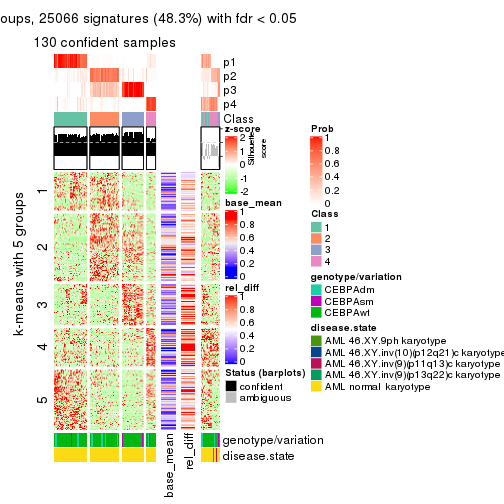 oups, 25066 signatures (48.3%) with fdr < 0.05
130 confident samples
p1
p2
p3
p4
Class
z-score
2
1
0
-1
-2
Silhouette
score
base_mean
1
0.8
0.6
0.4
0.2
0
rel_diff
1
0.8
0.6
0.4
0.2
0
Status (barplots)
confident
ambiguous
Prob
1
0.8
0.6
0.4
0.2
0
Class
1
2
3
4
genotype/variation
CEBPAdm
CEBPAsm
CEBPAwt
disease.state
AML 46.XY.9ph karyotype
AML 46.XY.inv(10)(p12q21)c karyotype
AML 46.XY.inv(9)(p11q13)c karyotype
AML 46.XY.inv(9)(p13q22)c karyotype
AML normal karyotype
k-means with 5 groups
1
2
3
4
5
genotype/variation
disease.state
base_mean
rel_diff